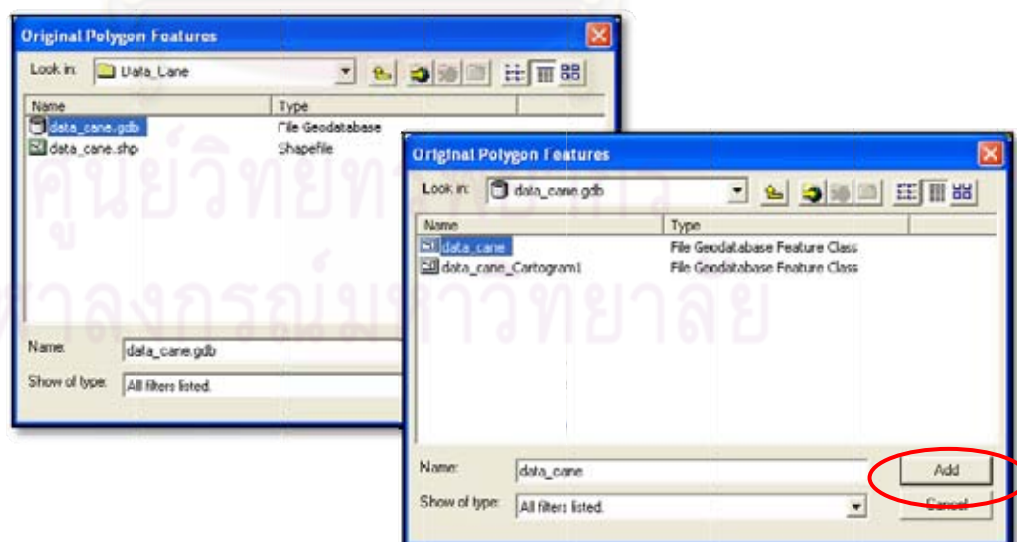 Original Polygon Features
Look in: Data_Cane
Name Type
data_cane.gdb File Geodatabase
data_cane.shp Shapefile
Name: data_cane.gdb
Show of type: All filters listed.
Original Polygon Features
Look in: data_cane.gdb
Name Type
data_cane File Geodatabase Feature Class
data_cane_Cartogram1 File Geodatabase Feature Class
Name: data_cane Add
Show of type: All filters listed. Cancel
ศูนย์วิทยทรัพยากร
ลงกรณ์มหาวิทยาลัย